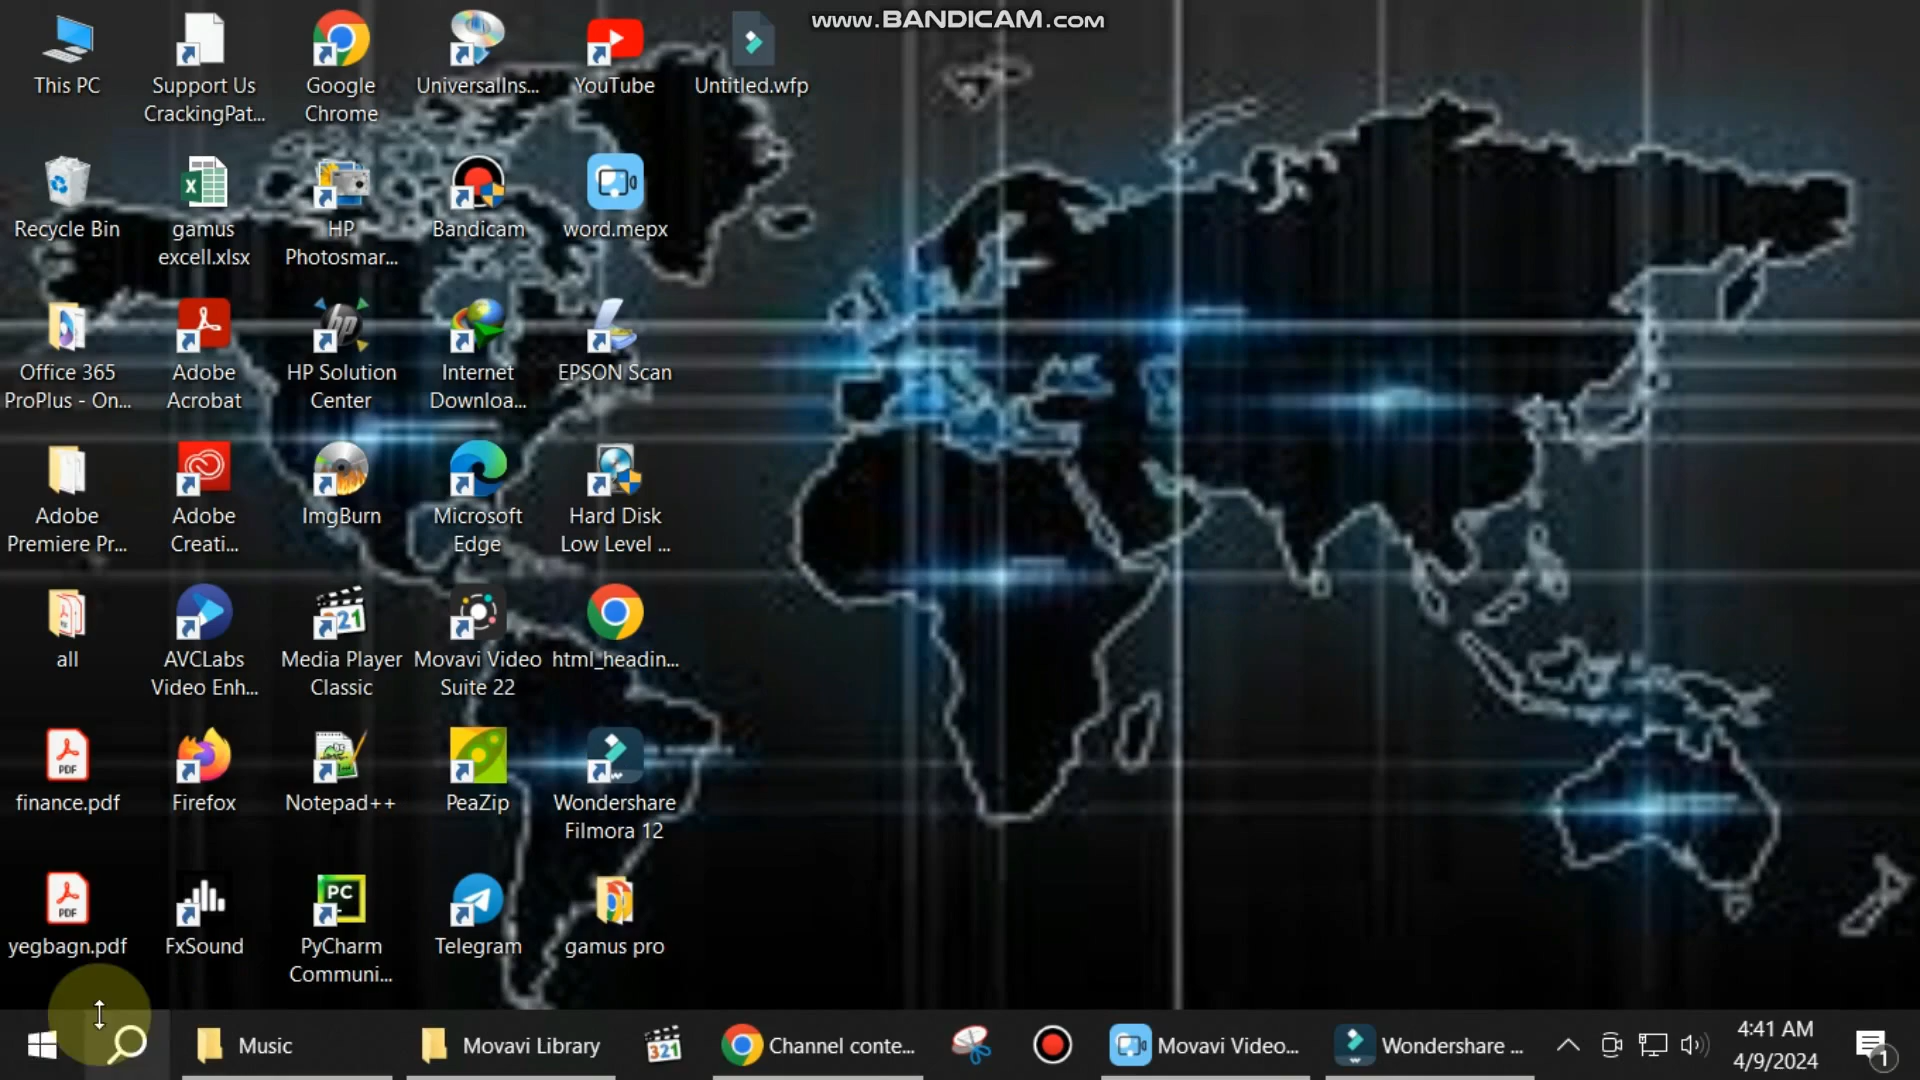 www.BANDICAM.com
This PC
Support Us
CrackingPat...
Google
Chrome
UniversalIns...
YouTube
Untitled.wfp
Recycle Bin
gamus
excell.xlsx
HP
Photosmar...
Bandicam
word.mepx
Office 365
ProPlus - On...
Adobe
Acrobat
HP Solution
Center
Internet
Downloa...
EPSON Scan
Adobe
Premiere Pr...
Adobe
Creati...
ImgBurn
Microsoft
Edge
Hard Disk
Low Level ...
all
AVCLabs
Video Enh...
Media Player
Classic
Movavi Video
Suite 22
html_headin...
finance.pdf
Firefox
Notepad++
PeaZip
Wondershare
Filmora 12
yegbagn.pdf
FxSound
PyCharm
Communi...
Telegram
gamus pro
Music
Movavi Library
321
Channel conte...
Movavi Video...
Wondershare ...
4:41 AM
4/9/2024
1